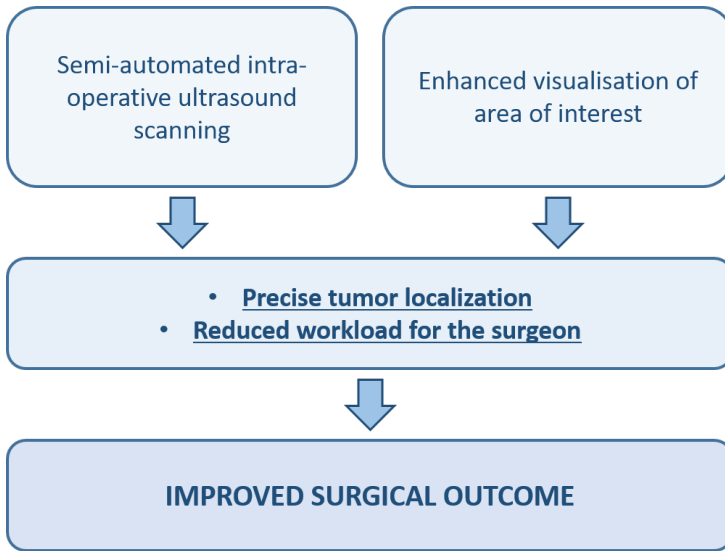 Semi-automated intra-
operative ultrasound
scanning
Enhanced visualisation of
area of interest
• Precise tumor localization
• Reduced workload for the surgeon
IMPROVED SURGICAL OUTCOME